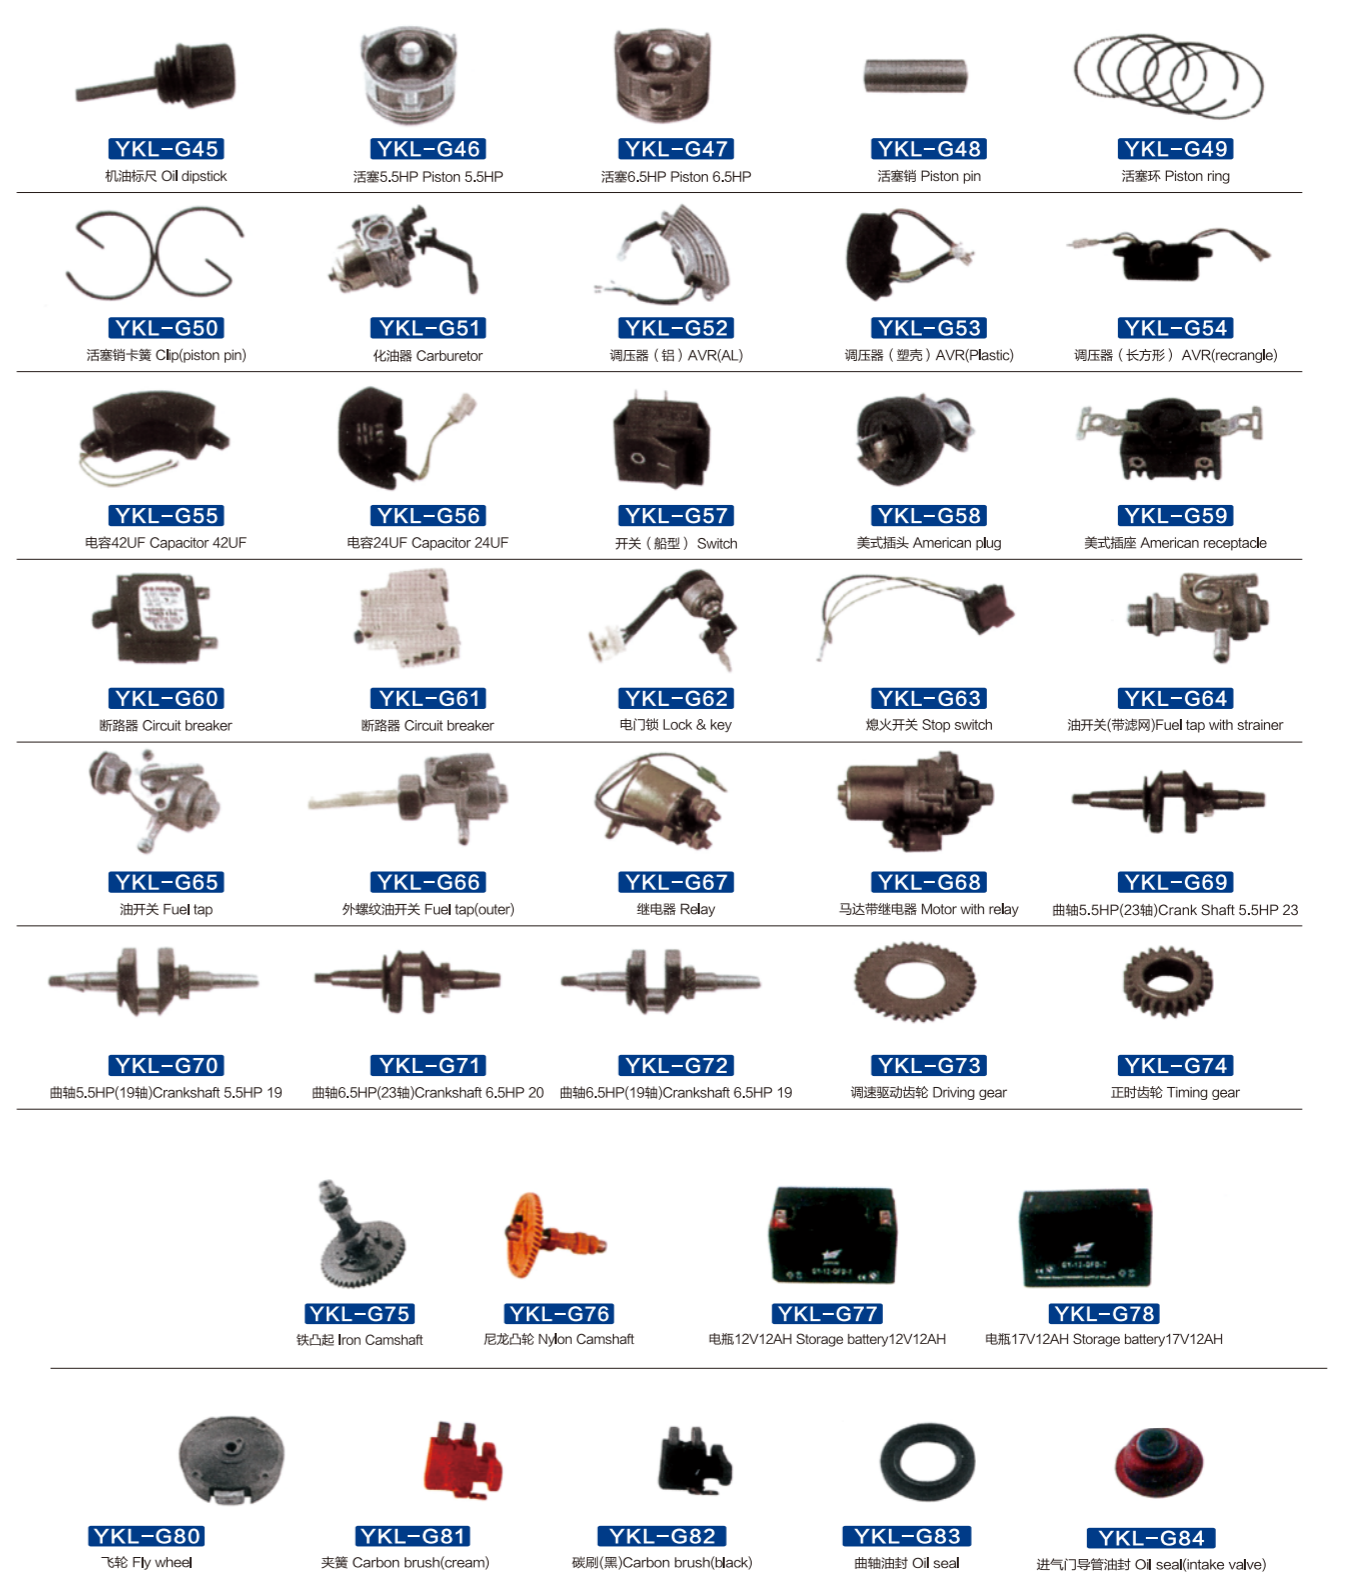 YKL-G45 YKL-G46 YKL-G47 YKL-G48 YKL-G49
机油标尺 Oil dipstick 活塞5.5HP Piston 5.5HP 活塞6.5HP Piston 6.5HP 活塞销 Piston pin 活塞环 Piston ring
YKL-G50 YKL-G51 YKL-G52 YKL-G53 YKL-G54
活塞销卡簧 Clip(piston pin) 化油器 Carburetor 调压器（铝）AVR(AL) 调压器（塑壳）AVR(Plastic) 调压器（长方形） AVR(recrangle)
YKL-G55 YKL-G56 YKL-G57 YKL-G58 YKL-G59
电容42UF Capacitor 42UF 电容24UF Capacitor 24UF 开关（船型） Switch 美式插头 American plug 美式插座 American receptacle
YKL-G60 YKL-G61 YKL-G62 YKL-G63 YKL-G64
断路器 Circuit breaker 断路器 Circuit breaker 电门锁 Lock & key 熄火开关 Stop switch 油开关(带滤网)Fuel tap with strainer
YKL-G65 YKL-G66 YKL-G67 YKL-G68 YKL-G69
油开关 Fuel tap 外螺纹油开关 Fuel tap(outer) 继电器 Relay 马达带继电器 Motor with relay 曲轴5.5HP(23轴)Crank Shaft 5.5HP 23
YKL-G70 YKL-G71 YKL-G72 YKL-G73 YKL-G74
曲轴5.5HP(19轴)Crankshaft 5.5HP 19 曲轴6.5HP(23轴)Crankshaft 6.5HP 20 曲轴6.5HP(19轴)Crankshaft 6.5HP 19 调速驱动齿轮 Driving gear 正时齿轮 Timing gear
GY-12-QFD-7 GY-12-QFD-7
YKL-G75 YKL-G76 YKL-G77 YKL-G78
铁凸起 Iron Camshaft 尼龙凸轮 Nylon Camshaft 电瓶12V12AH Storage battery12V12AH 电瓶17V12AH Storage battery17V12AH
YKL-G80 YKL-G81 YKL-G82 YKL-G83 YKL-G84
飞轮 Fly wheel 夹簧 Carbon brush(cream) 碳刷(黑)Carbon brush(black) 曲轴油封 Oil seal 进气门导管油封 Oil seal(intake valve)